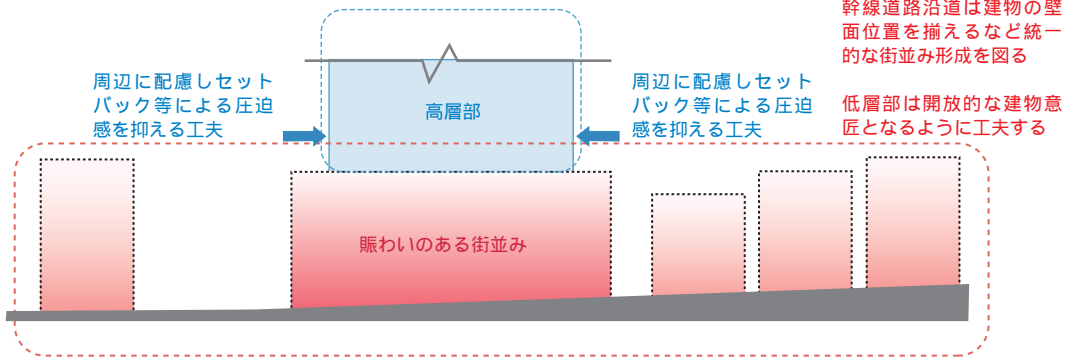 幹線道路沿道は建物の壁
面位置を揃えるなど統一
的な街並み形成を図る
低層部は開放的な建物意
匠となるように工夫する
周辺に配慮しセット
バック等による圧迫
感を抑える工夫
高層部
周辺に配慮しセット
バック等による圧迫
感を抑える工夫
賑わいのある街並み